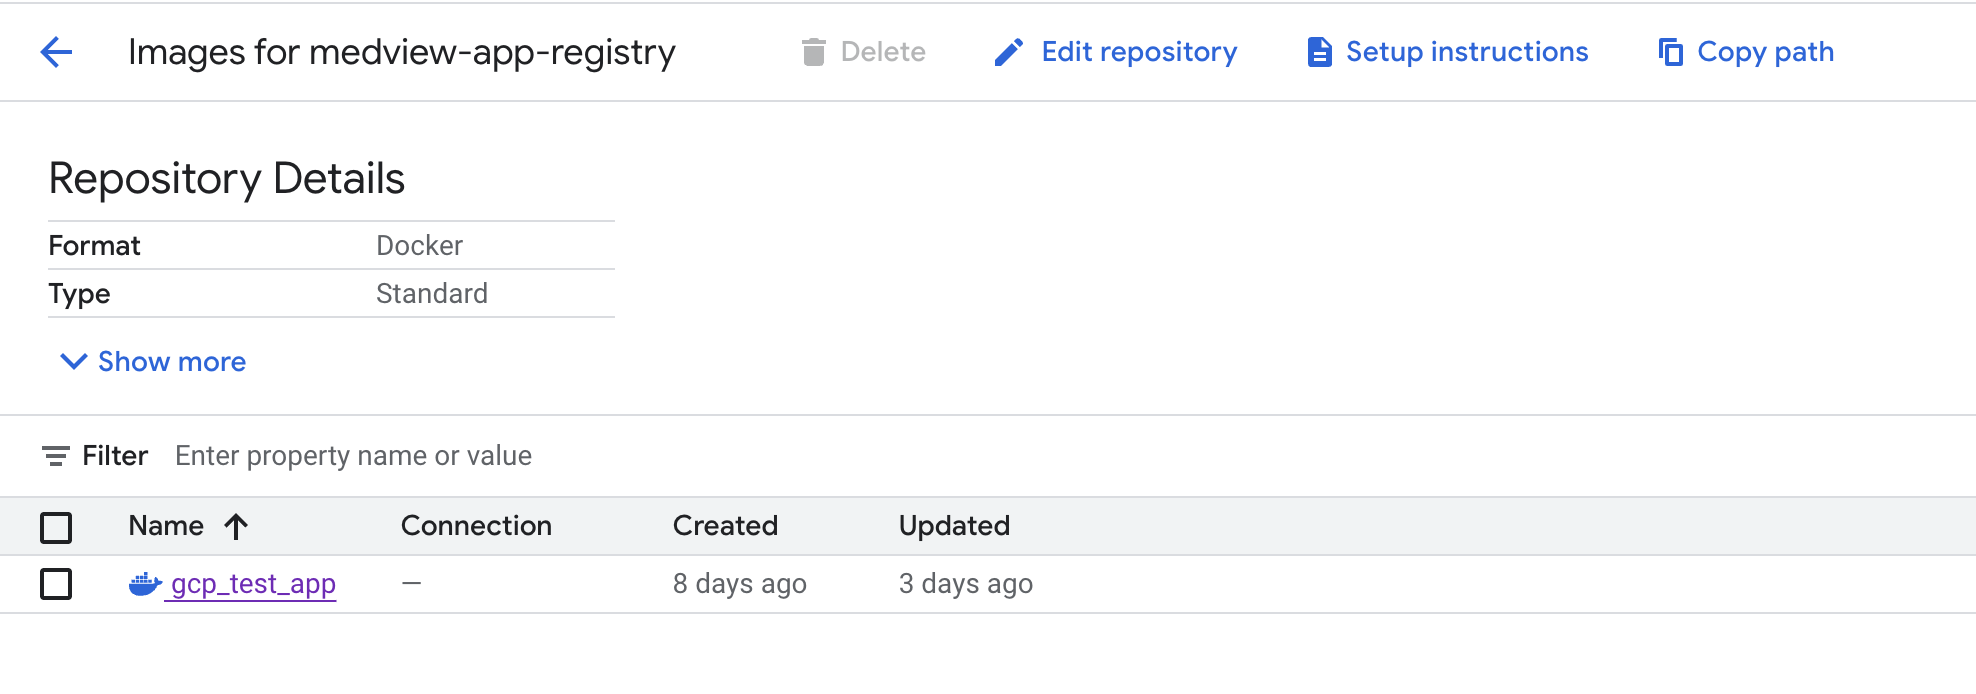 Images for medview-app-registry Delete Edit repository Setup instructions Copy path
Repository Details
Format Docker
Type Standard
Show more
Filter Enter property name or value
Name Connection Created Updated
gcp_test_app — 8 days ago 3 days ago